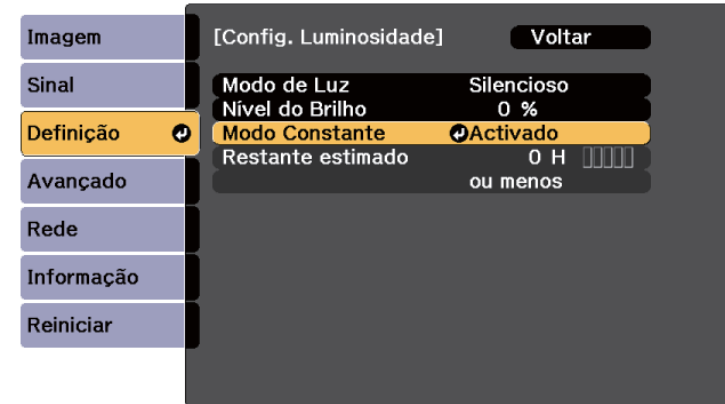 Imagem
Sinal
Definição
Avançado
Rede
Informação
Reiniciar
[Config. Luminosidade] Voltar
Modo de Luz Silencioso
Nível do Brilho 0 %
Modo Constante Activado
Restante estimado 0 H
ou menos